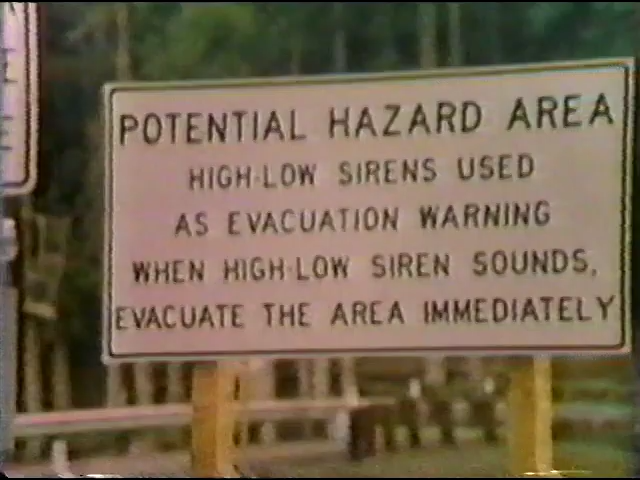 POTENTIAL HAZARD AREA
HIGH-LOW SIRENS USED
AS EVACUATION WARNING
WHEN HIGH-LOW SIREN SOUNDS,
EVACUATE THE AREA IMMEDIATELY